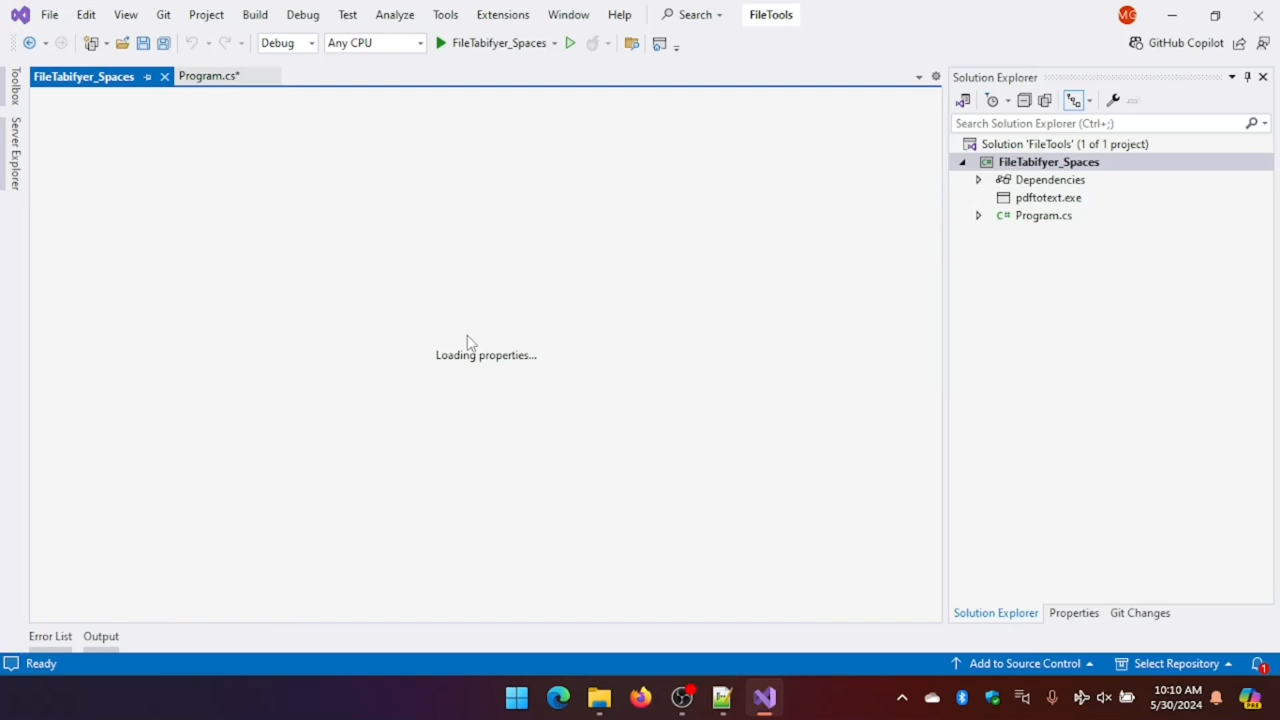 File Edit View Git Project Build Debug Test Analyze Tools Extensions Window Help Search FileTools MG
Debug Any CPU FileTabifyer_Spaces GitHub Copilot
Toolbox
Server Explorer
FileTabifyer_Spaces Program.cs*
Loading properties...
Solution Explorer
Search Solution Explorer (Ctrl+;)
Solution 'FileTools' (1 of 1 project)
C# FileTabifyer_Spaces
Dependencies
pdftotext.exe
C# Program.cs
Solution Explorer Properties Git Changes
Error List Output
Ready Add to Source Control Select Repository 1
10:10 AM
5/30/2024
PRE